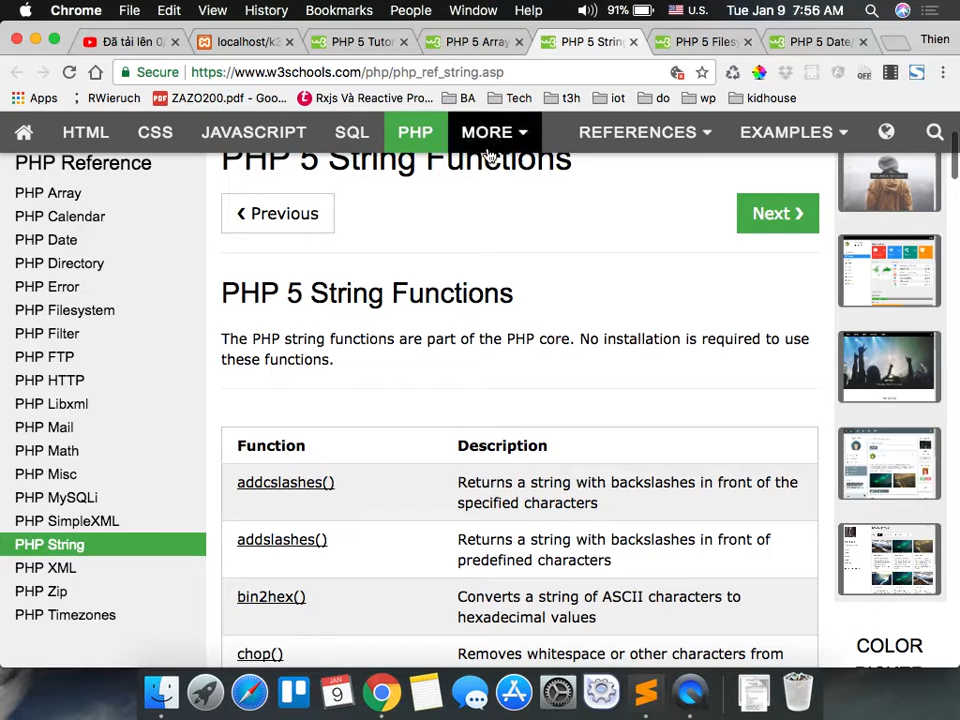 Chrome File Edit View History Bookmarks People Window Help 91% U.S. Tue Jan 9 7:56 AM
Đã tải lên 0/ localhost/k3 PHP 5 Tutor PHP 5 Array PHP 5 Strin PHP 5 Filesy PHP 5 Date/ Thien
Secure https://www.w3schools.com/php/php_ref_string.asp
Apps RWieruch ZAZO200.pdf - Goo... Rxjs Và Reactive Pro... BA Tech t3h iot do wp kidhouse
HTML CSS JAVASCRIPT SQL PHP MORE REFERENCES EXAMPLES
PHP Reference
PHP Array
PHP Calendar
PHP Date
PHP Directory
PHP Error
PHP Filesystem
PHP Filter
PHP FTP
PHP HTTP
PHP Libxml
PHP Mail
PHP Math
PHP Misc
PHP MySQLi
PHP SimpleXML
PHP String
PHP XML
PHP Zip
PHP Timezones
PHP 5 String Functions
❮ Previous
Next ❯
PHP 5 String Functions
The PHP string functions are part of the PHP core. No installation is required to use
these functions.
Function Description
addcslashes() Returns a string with backslashes in front of the
specified characters
addslashes() Returns a string with backslashes in front of
predefined characters
bin2hex() Converts a string of ASCII characters to
hexadecimal values
chop() Removes whitespace or other characters from
COLOR
JAN
9